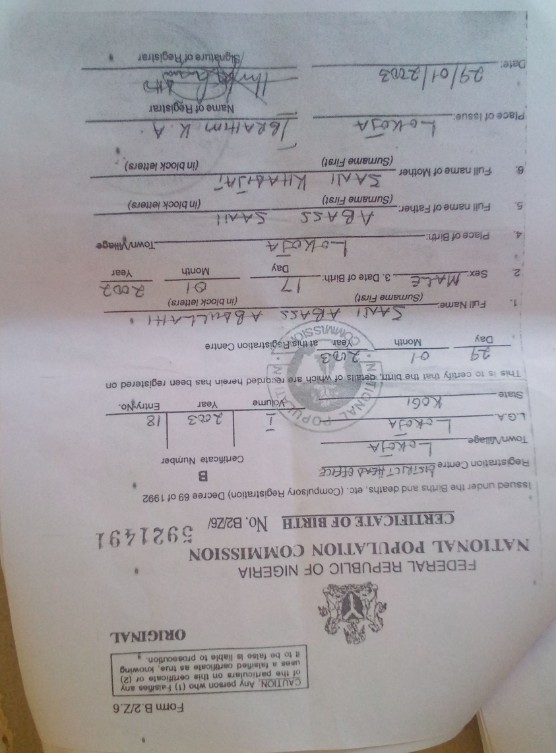 Form B.2/Z.6
CAUTION. Any person who (1) Falsifies any
of the particulars on this certificate or (2)
uses a falsified certificate as true, knowing
it to be false is liable to prosecution.
ORIGINAL
FEDERAL REPUBLIC OF NIGERIA
NATIONAL POPULATION COMMISSION
CERTIFICATE OF BIRTH No. B2/Z6/ 5921491
Issued under the Births and deaths, etc. (Compulsory Registration) Decree 69 of 1992
Registration Centre DISTRICT HEAD OFFICE B
Town/Village LOKOJA Certificate Number
L.G.A LOKOJA I 2003 18
State KOGI Volume Year Entry No.
This is to certify that the birth, details of which are recorded herein has been registered on
29 01 2003 at this Registration Centre
Day Month Year
NATIONAL POPULATION COMMISSION
1. Full Name: SANI ABASS ABDULLAHI
(Surname First) (in block letters)
2 Sex: MALE 3. Date of Birth: 17 01 2002
Day Month Year
4. Place of Birth: LOKOJA Town/Village
5. Full name of Father: ABASS SANI
(Surname First) (in block letters)
6. Full name of Mother SANI KHADIJAT
(Surname First) (in block letters)
Place of Issue: LOKOJA IBRAHIM K. A.
Name of Registrar
Date: 29/01/2003
Signature of Registrar